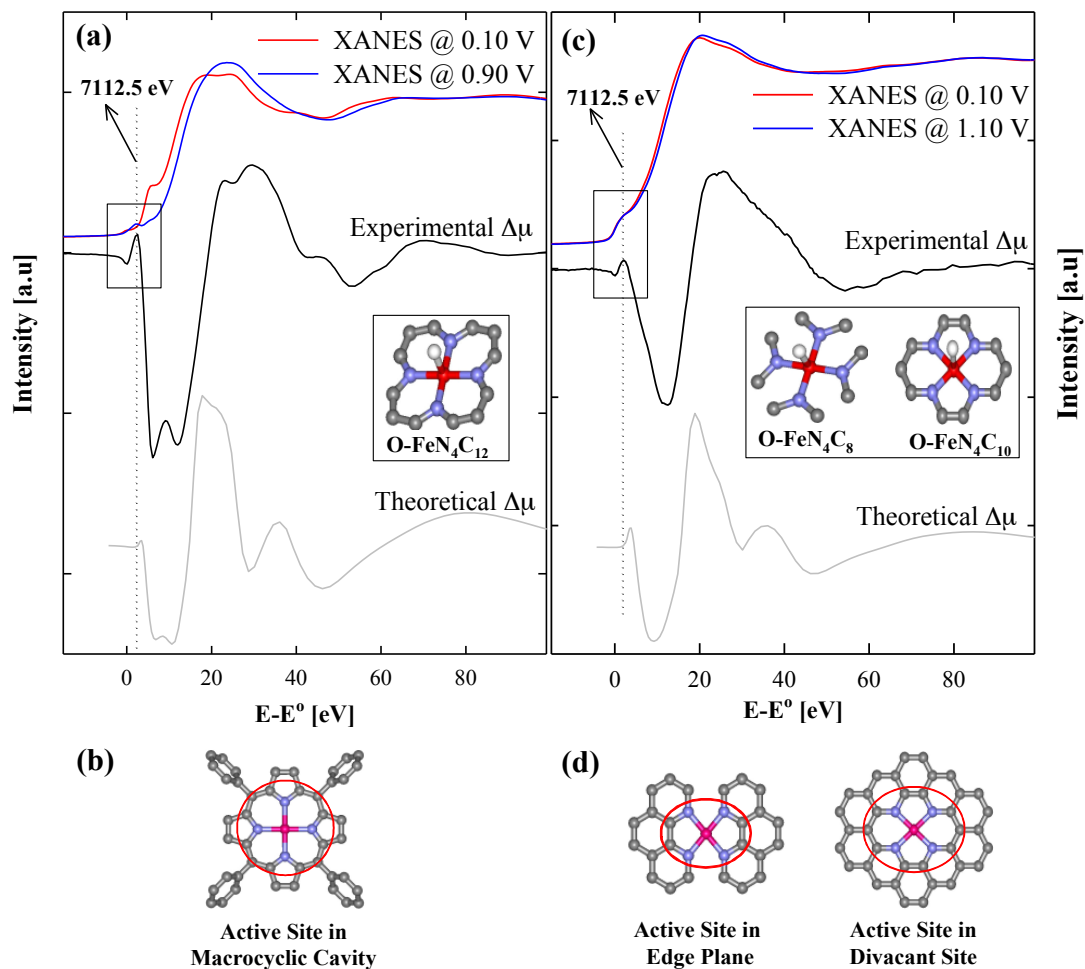 (a)
XANES @ 0.10 V
XANES @ 0.90 V
7112.5 eV
Experimental Δμ
O-FeN₄C₁₂
Theoretical Δμ
Intensity [a.u]
0 20 40 60 80
E-E° [eV]
(c)
7112.5 eV
XANES @ 0.10 V
XANES @ 1.10 V
Experimental Δμ
O-FeN₄C₈ O-FeN₄C₁₀
Theoretical Δμ
Intensity [a.u]
0 20 40 60 80
E-E° [eV]
(b)
Active Site in
Macrocyclic Cavity
(d)
Active Site in
Edge Plane
Active Site in
Divacant Site